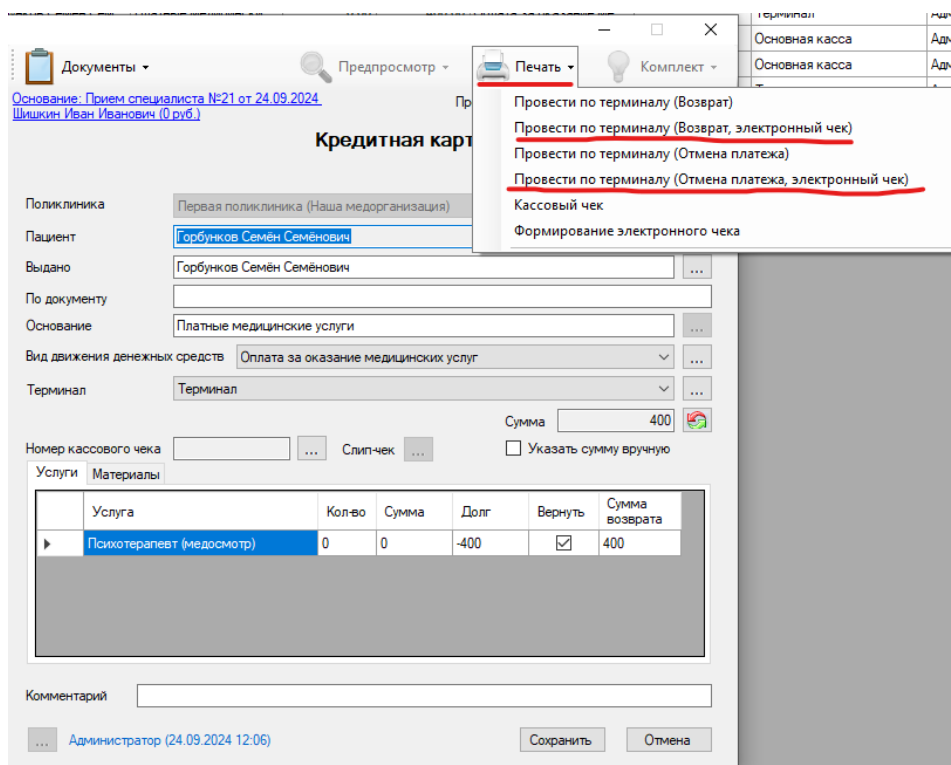 Терминал
Основная касса
Основная касса
Документы
Предпросмотр
Печать
Комплект
Основание: Прием специалиста №21 от 24.09.2024
Шишкин Иван Иванович (0 руб.)
Кредитная карт
Провести по терминалу (Возврат)
Провести по терминалу (Возврат, электронный чек)
Провести по терминалу (Отмена платежа)
Провести по терминалу (Отмена платежа, электронный чек)
Кассовый чек
Формирование электронного чека
Поликлиника Первая поликлиника (Наша медорганизация)
Пациент Горбунков Семён Семёнович
Выдано Горбунков Семён Семёнович ...
По документу
Основание Платные медицинские услуги ...
Вид движения денежных средств Оплата за оказание медицинских услуг ...
Терминал Терминал ...
Сумма 400
Номер кассового чека ... Слип-чек ... Указать сумму вручную
Услуги Материалы
Услуга Кол-во Сумма Долг Вернуть Сумма возврата
Психотерапевт (медосмотр) 0 0 -400 400
Комментарий
... Администратор (24.09.2024 12:06) Сохранить Отмена